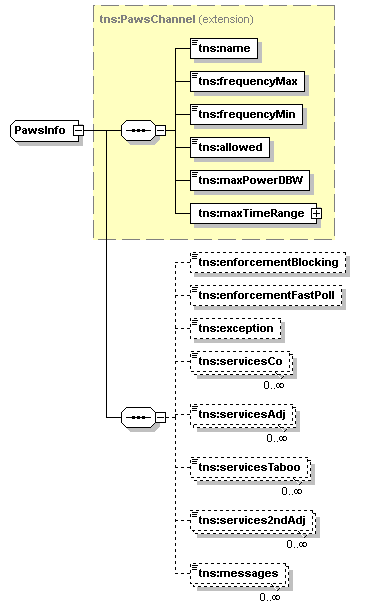 tns:PawsChannel (extension)
tns:name
tns:frequencyMax
tns:frequencyMin
PawsInfo
tns:allowed
tns:maxPowerDBW
tns:maxTimeRange
tns:enforcementBlocking
tns:enforcementFastPoll
tns:exception
tns:servicesCo
0..∞
tns:servicesAdj
0..∞
tns:servicesTaboo
0..∞
tns:services2ndAdj
0..∞
tns:messages
0..∞